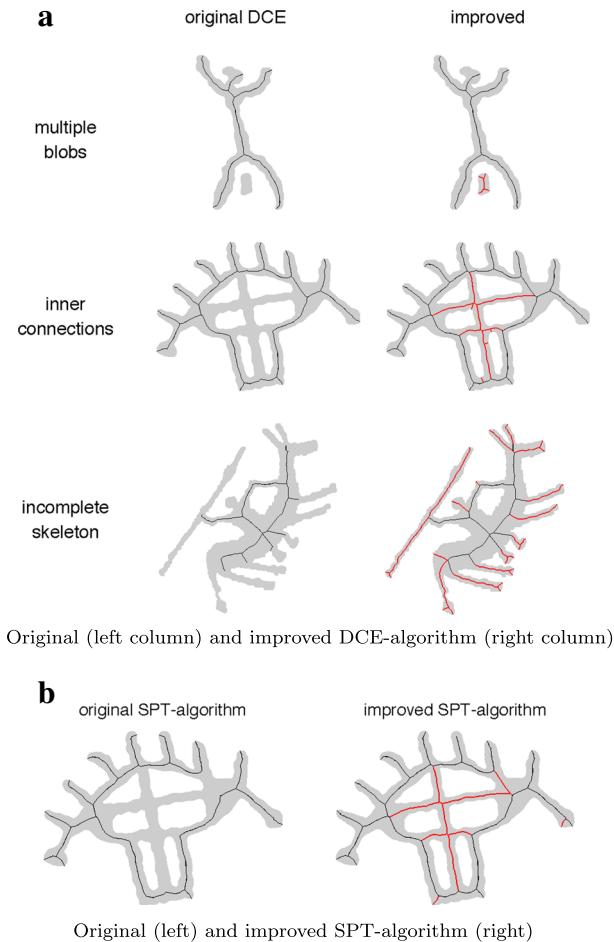 a
original DCE
improved
multiple
blobs
inner
connections
incomplete
skeleton
Original (left column) and improved DCE-algorithm (right column)
b
original SPT-algorithm
improved SPT-algorithm
Original (left) and improved SPT-algorithm (right)